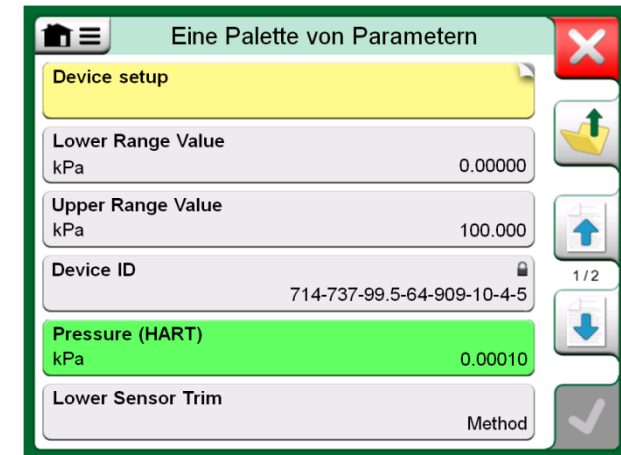 Eine Palette von Parametern
Device setup
Lower Range Value
kPa 0.00000
Upper Range Value
kPa 100.000
Device ID
714-737-99.5-64-909-10-4-5
1/2
Pressure (HART)
kPa 0.00010
Lower Sensor Trim
Method